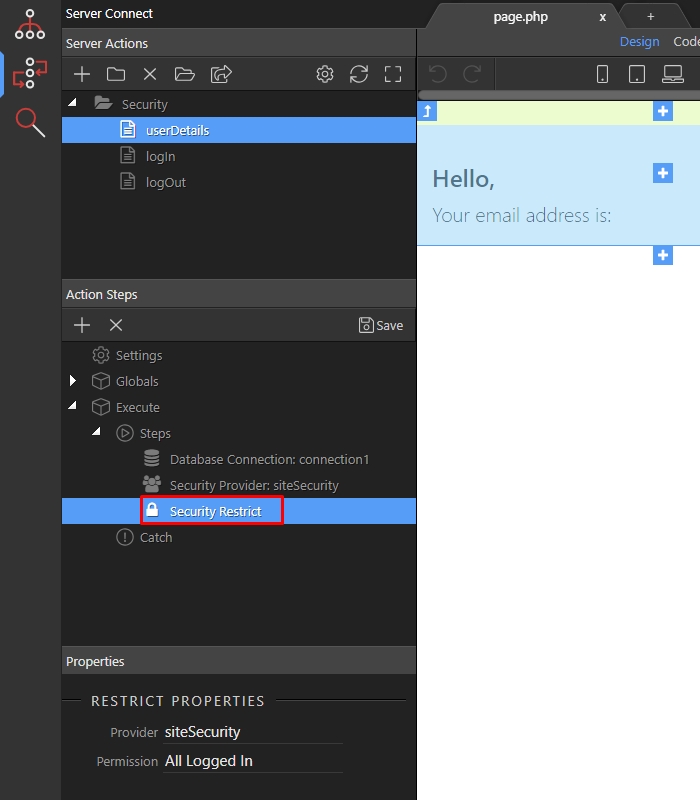 Server Connect
Server Actions
Security
userDetails
logIn
logOut
Action Steps
Save
Settings
Globals
Execute
Steps
Database Connection: connection1
Security Provider: siteSecurity
Security Restrict
Catch
Properties
RESTRICT PROPERTIES
Provider siteSecurity
Permission All Logged In
page.php x +
Design Code
Hello,
Your email address is: